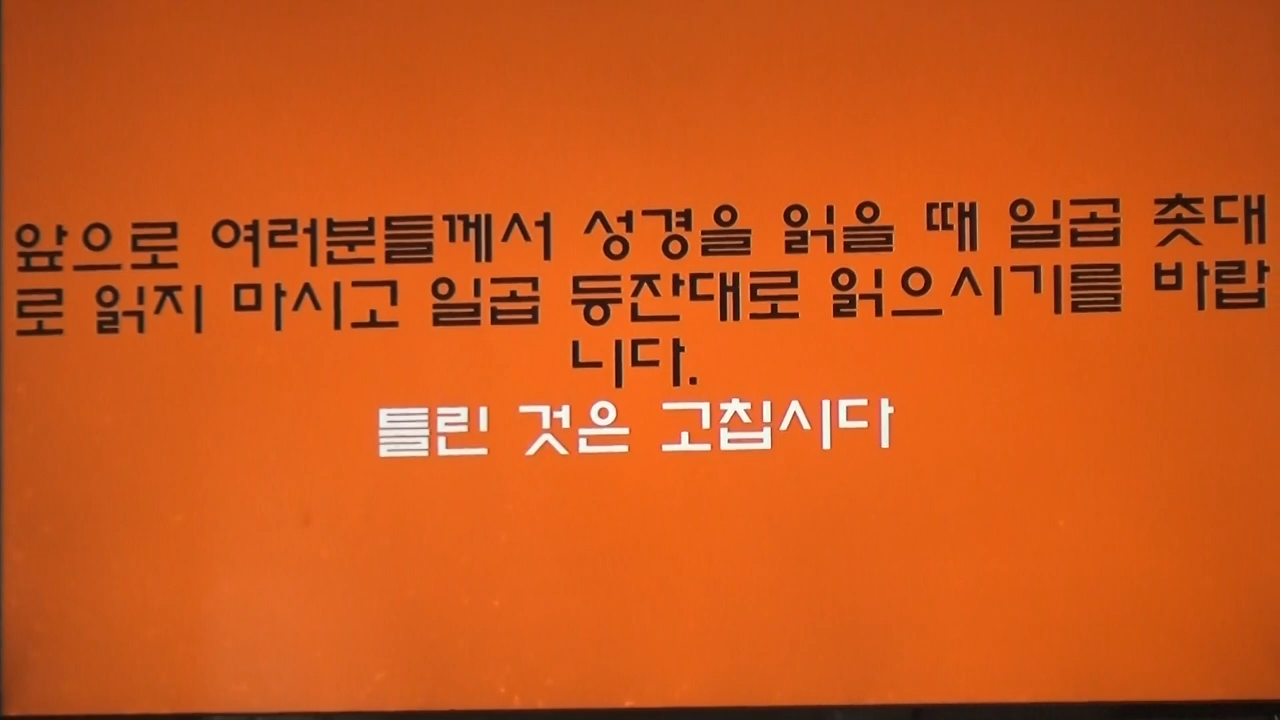 앞으로 여러분들께서 성경을 읽을 때 일곱 촛대
로 읽지 마시고 일곱 등잔대로 읽으시기를 바랍
니다.
틀린 것은 고칩시다